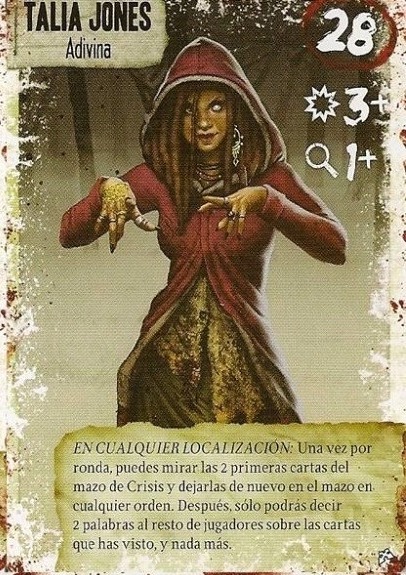 TALIA JONES
Adivina
28
3+
1+
EN CUALQUIER LOCALIZACIÓN: Una vez por
ronda, puedes mirar las 2 primeras cartas del
mazo de Crisis y dejarlas de nuevo en el mazo en
cualquier orden. Después, sólo podrás decir
2 palabras al resto de jugadores sobre las cartas
que has visto, y nada más.